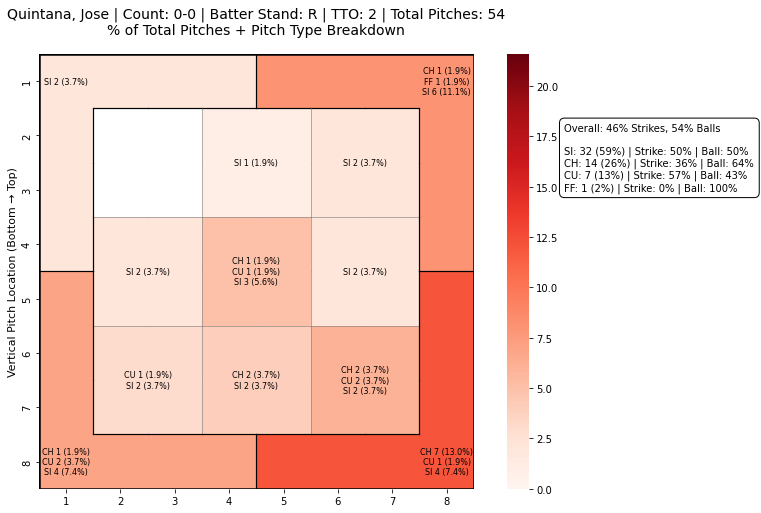 Quintana, Jose | Count: 0-0 | Batter Stand: R | TTO: 2 | Total Pitches: 54
% of Total Pitches + Pitch Type Breakdown
Vertical Pitch Location (Bottom → Top)
1
2
3
4
5
6
7
8
SI 2 (3.7%)
CH 1 (1.9%)
FF 1 (1.9%)
SI 6 (11.1%)
SI 1 (1.9%)
SI 2 (3.7%)
SI 2 (3.7%)
CH 1 (1.9%)
CU 1 (1.9%)
SI 3 (5.6%)
SI 2 (3.7%)
CU 1 (1.9%)
SI 2 (3.7%)
CH 2 (3.7%)
SI 2 (3.7%)
CH 2 (3.7%)
CU 2 (3.7%)
SI 2 (3.7%)
CH 1 (1.9%)
CU 2 (3.7%)
SI 4 (7.4%)
CH 7 (13.0%)
CU 1 (1.9%)
SI 4 (7.4%)
1 2 3 4 5 6 7 8
20.0
17.5
15.0
12.5
10.0
7.5
5.0
2.5
0.0
Overall: 46% Strikes, 54% Balls
SI: 32 (59%) | Strike: 50% | Ball: 50%
CH: 14 (26%) | Strike: 36% | Ball: 64%
CU: 7 (13%) | Strike: 57% | Ball: 43%
FF: 1 (2%) | Strike: 0% | Ball: 100%